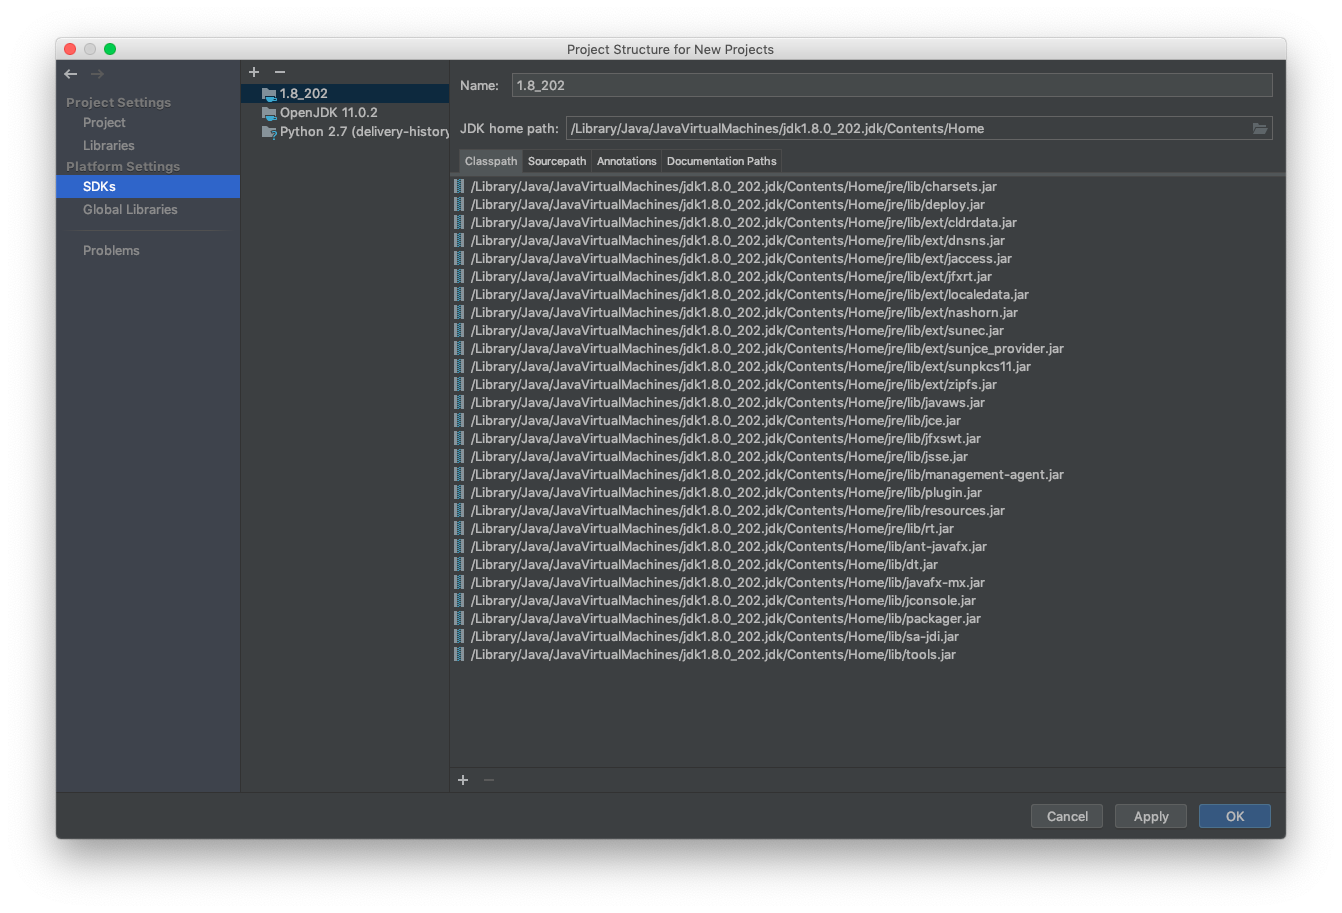 Project Structure for New Projects
Project Settings
Project
Libraries
Platform Settings
SDKs
Global Libraries
Problems
1.8_202
OpenJDK 11.0.2
Python 2.7 (delivery-history
Name: 1.8_202
JDK home path: /Library/Java/JavaVirtualMachines/jdk1.8.0_202.jdk/Contents/Home
Classpath Sourcepath Annotations Documentation Paths
/Library/Java/JavaVirtualMachines/jdk1.8.0_202.jdk/Contents/Home/jre/lib/charsets.jar
/Library/Java/JavaVirtualMachines/jdk1.8.0_202.jdk/Contents/Home/jre/lib/deploy.jar
/Library/Java/JavaVirtualMachines/jdk1.8.0_202.jdk/Contents/Home/jre/lib/ext/cldrdata.jar
/Library/Java/JavaVirtualMachines/jdk1.8.0_202.jdk/Contents/Home/jre/lib/ext/dnsns.jar
/Library/Java/JavaVirtualMachines/jdk1.8.0_202.jdk/Contents/Home/jre/lib/ext/jaccess.jar
/Library/Java/JavaVirtualMachines/jdk1.8.0_202.jdk/Contents/Home/jre/lib/ext/jfxrt.jar
/Library/Java/JavaVirtualMachines/jdk1.8.0_202.jdk/Contents/Home/jre/lib/ext/localedata.jar
/Library/Java/JavaVirtualMachines/jdk1.8.0_202.jdk/Contents/Home/jre/lib/ext/nashorn.jar
/Library/Java/JavaVirtualMachines/jdk1.8.0_202.jdk/Contents/Home/jre/lib/ext/sunec.jar
/Library/Java/JavaVirtualMachines/jdk1.8.0_202.jdk/Contents/Home/jre/lib/ext/sunjce_provider.jar
/Library/Java/JavaVirtualMachines/jdk1.8.0_202.jdk/Contents/Home/jre/lib/ext/sunpkcs11.jar
/Library/Java/JavaVirtualMachines/jdk1.8.0_202.jdk/Contents/Home/jre/lib/ext/zipfs.jar
/Library/Java/JavaVirtualMachines/jdk1.8.0_202.jdk/Contents/Home/jre/lib/javaws.jar
/Library/Java/JavaVirtualMachines/jdk1.8.0_202.jdk/Contents/Home/jre/lib/jce.jar
/Library/Java/JavaVirtualMachines/jdk1.8.0_202.jdk/Contents/Home/jre/lib/jfxswt.jar
/Library/Java/JavaVirtualMachines/jdk1.8.0_202.jdk/Contents/Home/jre/lib/jsse.jar
/Library/Java/JavaVirtualMachines/jdk1.8.0_202.jdk/Contents/Home/jre/lib/management-agent.jar
/Library/Java/JavaVirtualMachines/jdk1.8.0_202.jdk/Contents/Home/jre/lib/plugin.jar
/Library/Java/JavaVirtualMachines/jdk1.8.0_202.jdk/Contents/Home/jre/lib/resources.jar
/Library/Java/JavaVirtualMachines/jdk1.8.0_202.jdk/Contents/Home/jre/lib/rt.jar
/Library/Java/JavaVirtualMachines/jdk1.8.0_202.jdk/Contents/Home/lib/ant-javafx.jar
/Library/Java/JavaVirtualMachines/jdk1.8.0_202.jdk/Contents/Home/lib/dt.jar
/Library/Java/JavaVirtualMachines/jdk1.8.0_202.jdk/Contents/Home/lib/javafx-mx.jar
/Library/Java/JavaVirtualMachines/jdk1.8.0_202.jdk/Contents/Home/lib/jconsole.jar
/Library/Java/JavaVirtualMachines/jdk1.8.0_202.jdk/Contents/Home/lib/packager.jar
/Library/Java/JavaVirtualMachines/jdk1.8.0_202.jdk/Contents/Home/lib/sa-jdi.jar
/Library/Java/JavaVirtualMachines/jdk1.8.0_202.jdk/Contents/Home/lib/tools.jar
Cancel Apply OK